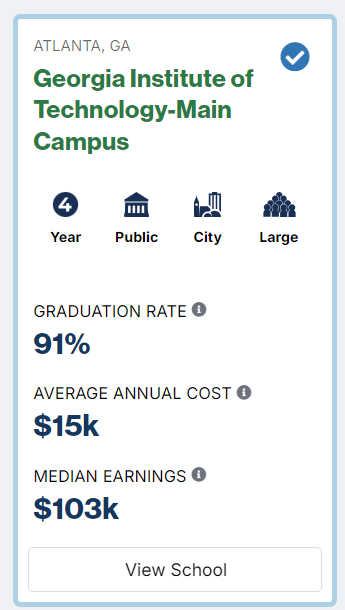 ATLANTA, GA
Georgia Institute of
Technology-Main
Campus
4
Year Public City Large
GRADUATION RATE i
91%
AVERAGE ANNUAL COST i
$15k
MEDIAN EARNINGS i
$103k
View School